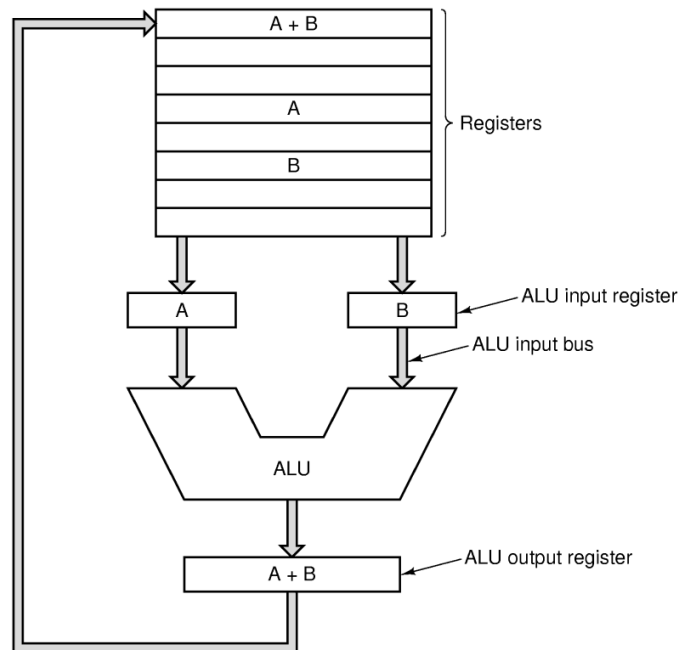 A + B
A
Registers
B
A
B
ALU input register
ALU input bus
ALU
A + B
ALU output register